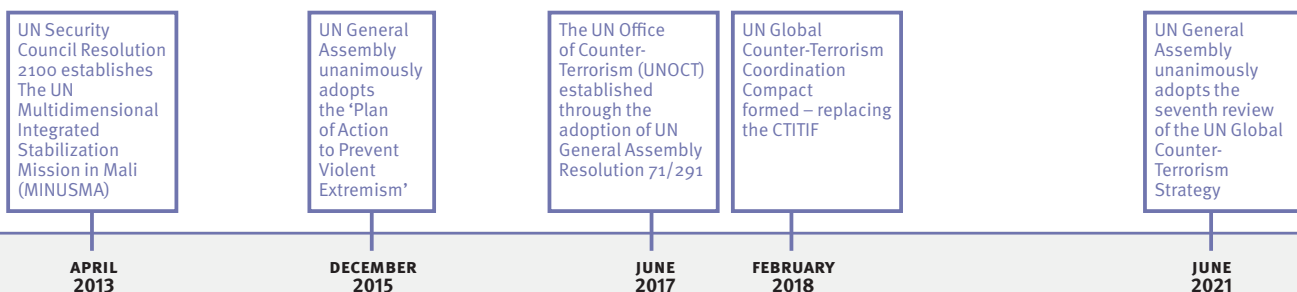 UN Security
Council Resolution
2100 establishes
The UN
Multidimensional
Integrated
Stabilization
Mission in Mali
(MINUSMA)
UN General
Assembly
unanimously
adopts
the ‘Plan
of Action
to Prevent
Violent
Extremism’
The UN Office
of Counter-
Terrorism (UNOCT)
established
through the
adoption of UN
General Assembly
Resolution 71/291
UN Global
Counter-Terrorism
Coordination
Compact
formed – replacing
the CTITIF
UN General
Assembly
unanimously
adopts the
seventh review
of the UN Global
Counter-
Terrorism
Strategy
APRIL
2013
DECEMBER
2015
JUNE
2017
FEBRUARY
2018
JUNE
2021